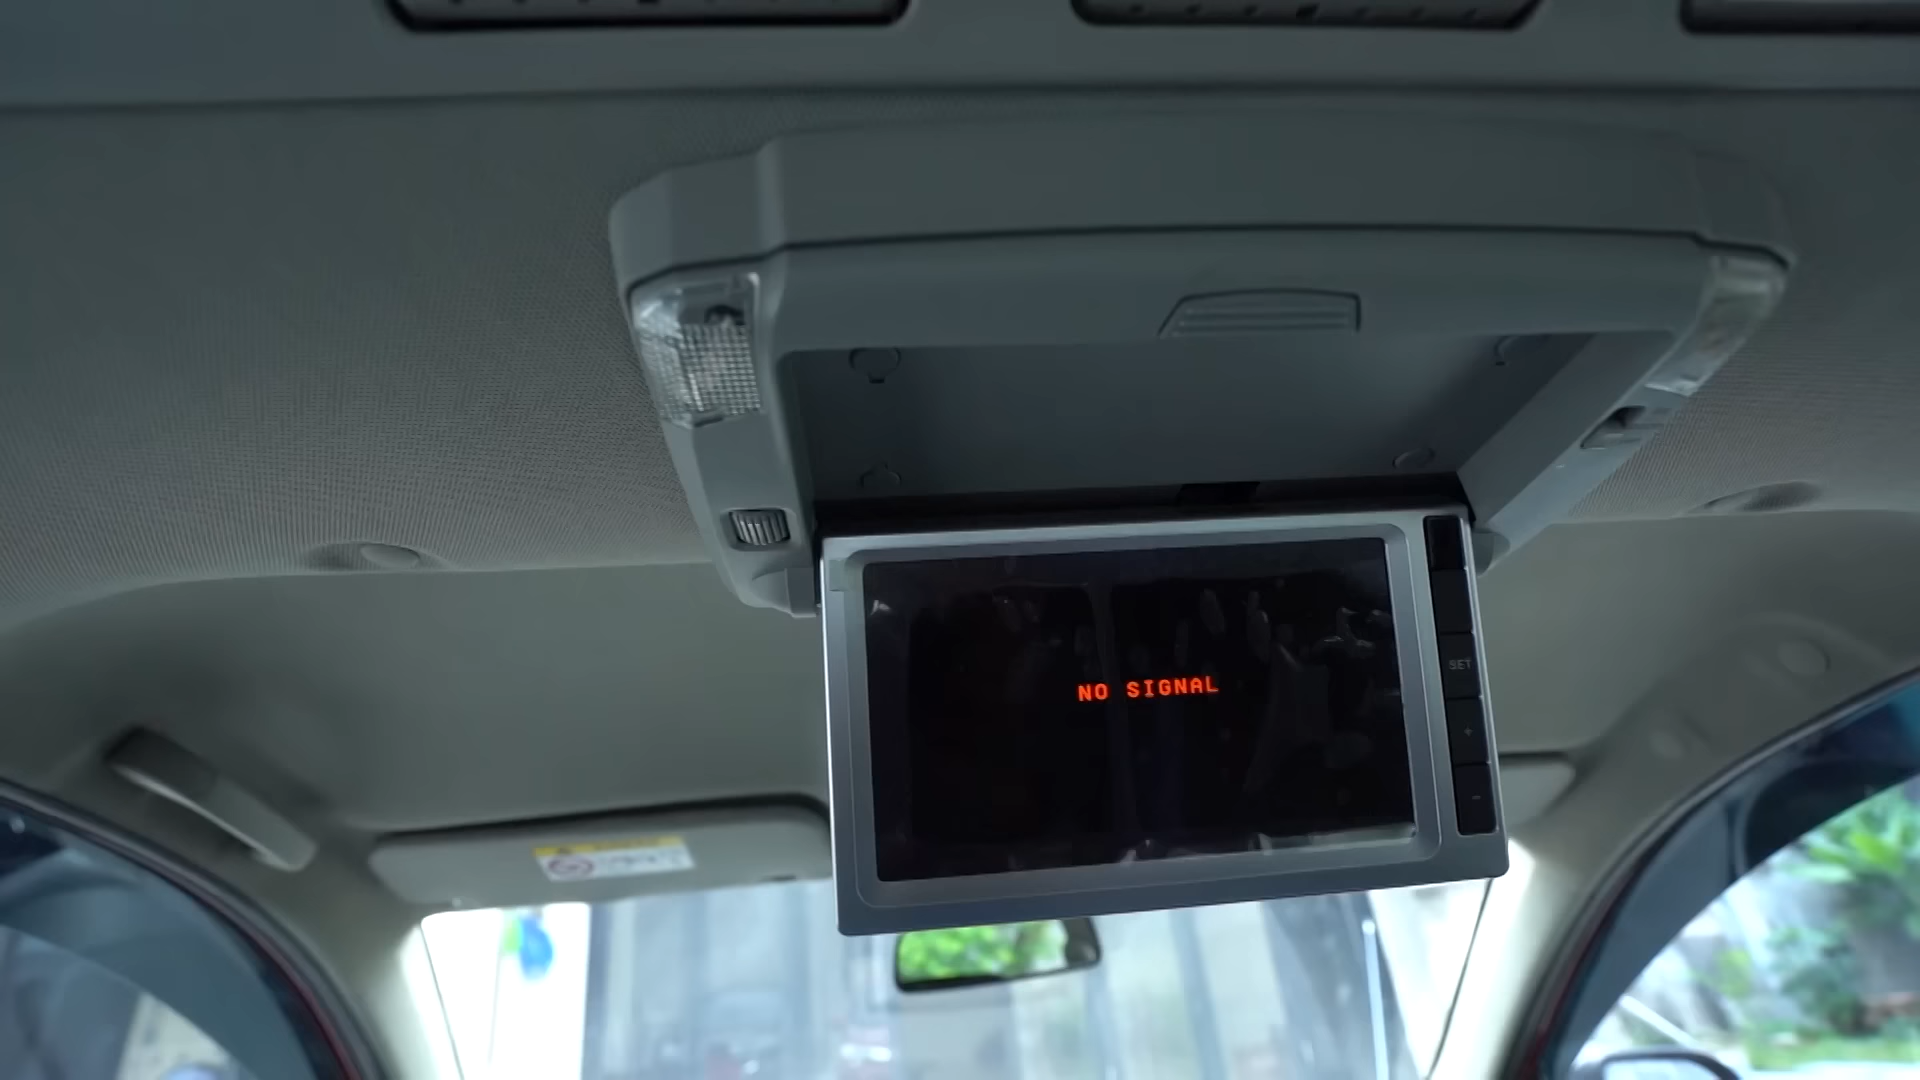 NO SIGNAL
SET
+
-